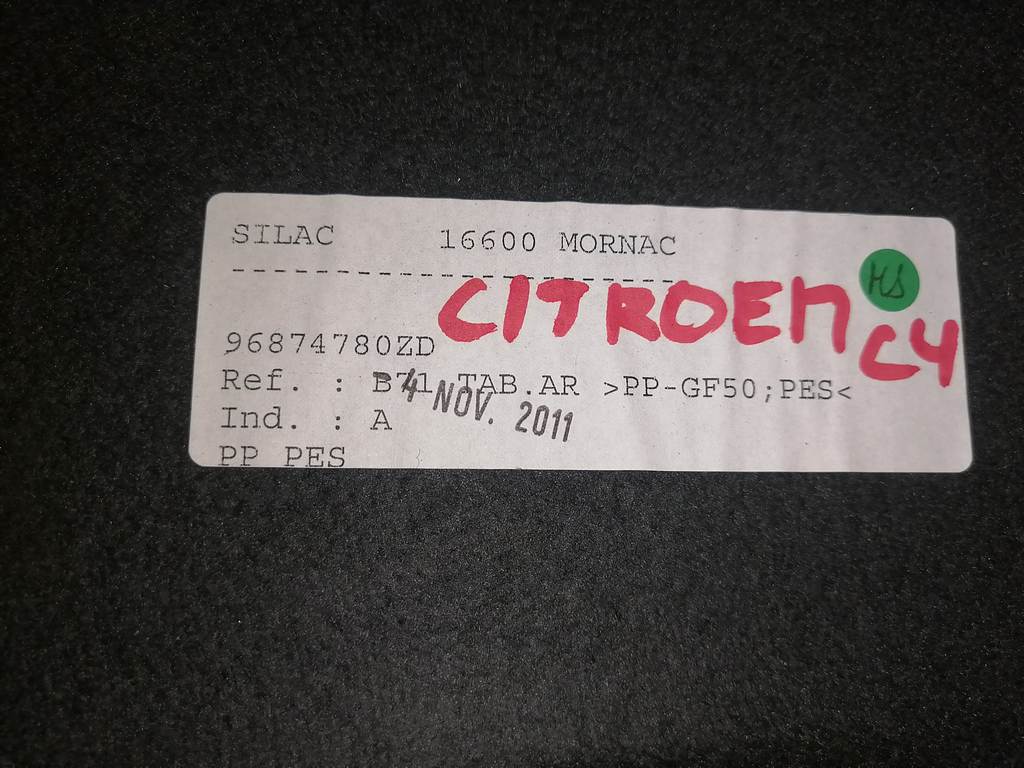 SILAC 16600 MORNAC
--------------------------
CITROEN
MS
C4
96874780ZD
Ref. : B71 TAB.AR >PP-GF50;PES<
4 NOV. 2011
Ind. : A
PP PES